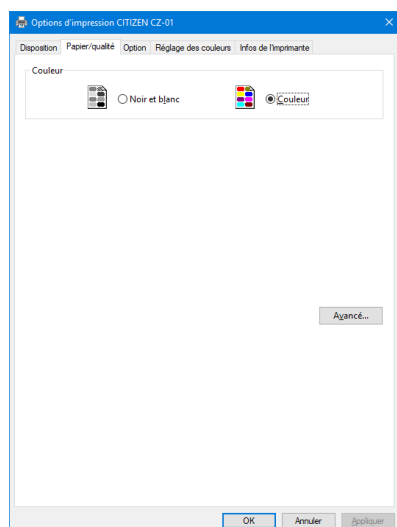 Options d'impression CITIZEN CZ-01
Disposition Papier/qualité Option Réglage des couleurs Infos de l'Imprimante
Couleur
Noir et blanc Couleur
Avancé...
OK Annuler Appliquer